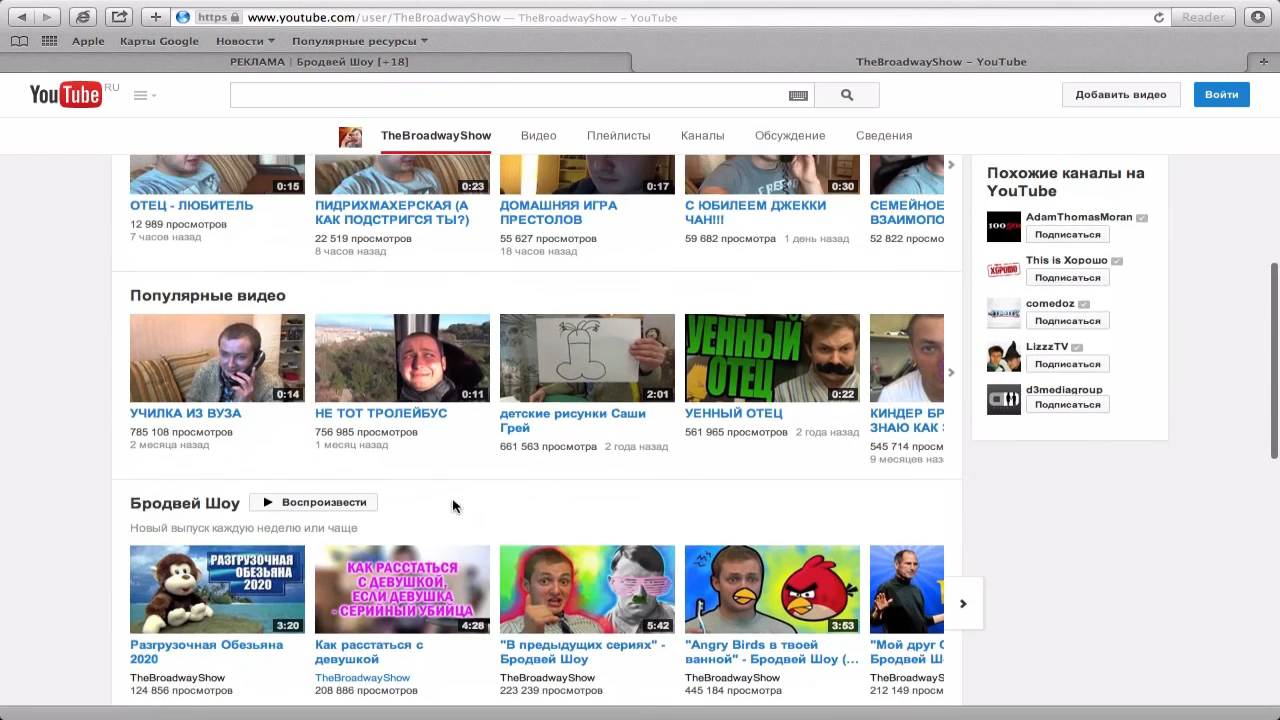 https www.youtube.com/user/TheBroadwayShow — TheBroadwayShow – YouTube
Reader
Apple Карты Google Новости Популярные ресурсы
РЕКЛАМА | Бродвей Шоу [+18]
TheBroadwayShow – YouTube
YouTube RU
Добавить видео
Войти
TheBroadwayShow Видео Плейлисты Каналы Обсуждение Сведения
0:15
0:23
0:17
0:30
ОТЕЦ - ЛЮБИТЕЛЬ
12 989 просмотров
7 часов назад
ПИДРИХМАХЕРСКАЯ (А
КАК ПОДСТРИГСЯ ТЫ?)
22 519 просмотров
8 часов назад
ДОМАШНЯЯ ИГРА
ПРЕСТОЛОВ
55 627 просмотров
18 часов назад
С ЮБИЛЕЕМ ДЖЕККИ
ЧАН!!!
59 682 просмотра 1 день назад
СЕМЕЙНОЕ
ВЗАИМОПО
52 822 просмо
Популярные видео
0:14
0:11
2:01
УЕННЫЙ
ОТЕЦ
0:22
УЧИЛКА ИЗ ВУЗА
785 108 просмотров
2 месяца назад
НЕ ТОТ ТРОЛЕЙБУС
756 985 просмотров
1 месяц назад
детские рисунки Саши
Грей
661 563 просмотра 2 года назад
УЕННЫЙ ОТЕЦ
561 965 просмотров 2 года назад
КИНДЕР БР
ЗНАЮ КАК
545 714 просм
9 месяцев наз
Бродвей Шоу
Воспроизвести
Новый выпуск каждую неделю или чаще
РАЗГРУЗОЧНАЯ
ОБЕЗЬЯНА
2020
3:20
КАК РАССТАТЬСЯ
С ДЕВУШКОЙ,
ЕСЛИ ДЕВУШКА
- СЕРИЙНЫЙ УБИЙЦА
4:28
5:42
3:53
Разгрузочная Обезьяна
2020
TheBroadwayShow
124 856 просмотров
Как расстаться с
девушкой
TheBroadwayShow
208 886 просмотров
"В предыдущих сериях" -
Бродвей Шоу
TheBroadwayShow
223 239 просмотров
"Angry Birds в твоей
ванной" - Бродвей Шоу (...
TheBroadwayShow
445 184 просмотра
"Мой друг С
Бродвей Ш
TheBroadwayS
212 149 просм
Похожие каналы на
YouTube
100500
AdamThomasMoran
Подписаться
ХОРОШО
This is Хорошо
Подписаться
comedoz
Подписаться
LizzzTV
Подписаться
d3mediagroup
Подписаться